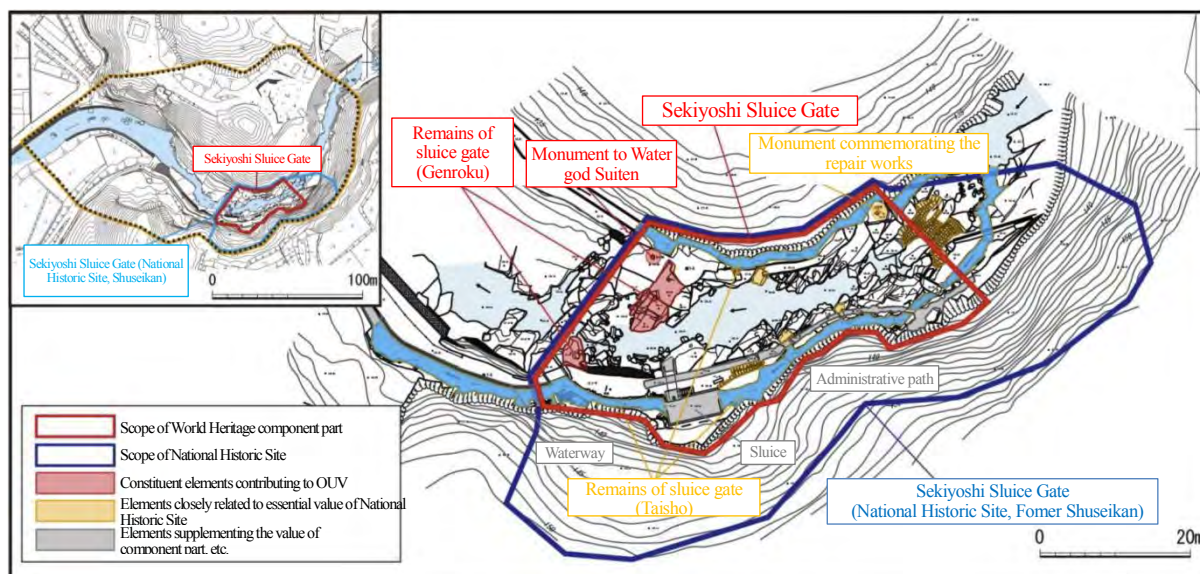 Sekiyoshi Sluice Gate
Sekiyoshi Sluice Gate (National
Historic Site, Shuseikan)
0
100m
Remains of
sluice gate
(Genroku)
Monument to Water
god Suiten
Sekiyoshi Sluice Gate
Monument commemorating the
repair works
Administrative path
Waterway
Sluice
Remains of sluice gate
(Taisho)
Sekiyoshi Sluice Gate
(National Historic Site, Fomer Shuseikan)
0
20m
Scope of World Heritage component part
Scope of National Historic Site
Constituent elements contributing to OUV
Elements closely related to essential value of National
Historic Site
Elements supplementing the value of
component part, etc.